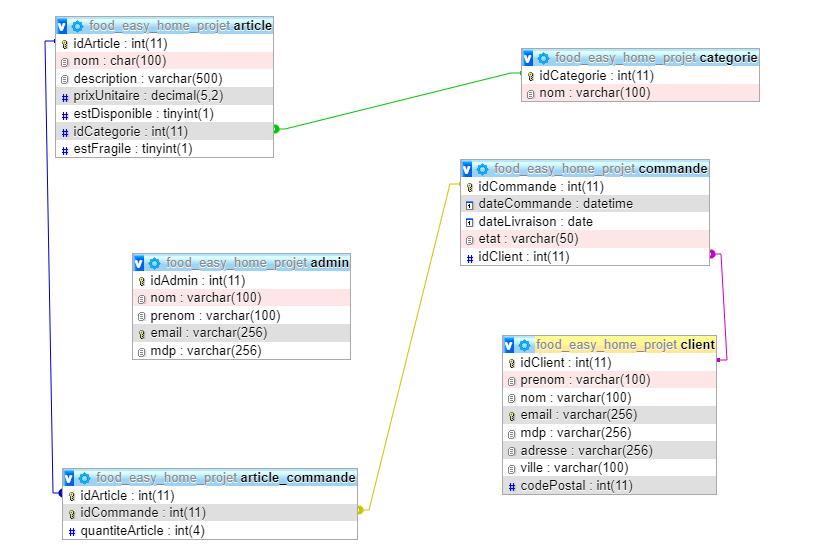 food_easy_home_projet article
idArticle : int(11)
nom : char(100)
description : varchar(500)
prixUnitaire : decimal(5,2)
estDisponible : tinyint(1)
idCategorie : int(11)
estFragile : tinyint(1)
food_easy_home_projet categorie
idCategorie : int(11)
nom : varchar(100)
food_easy_home_projet commande
idCommande : int(11)
dateCommande : datetime
dateLivraison : date
etat : varchar(50)
idClient : int(11)
food_easy_home_projet admin
idAdmin : int(11)
nom : varchar(100)
prenom : varchar(100)
email : varchar(256)
mdp : varchar(256)
food_easy_home_projet client
idClient : int(11)
prenom : varchar(100)
nom : varchar(100)
email : varchar(256)
mdp : varchar(256)
adresse : varchar(256)
ville : varchar(100)
codePostal : int(11)
food_easy_home_projet article_commande
idArticle : int(11)
idCommande : int(11)
quantiteArticle : int(4)